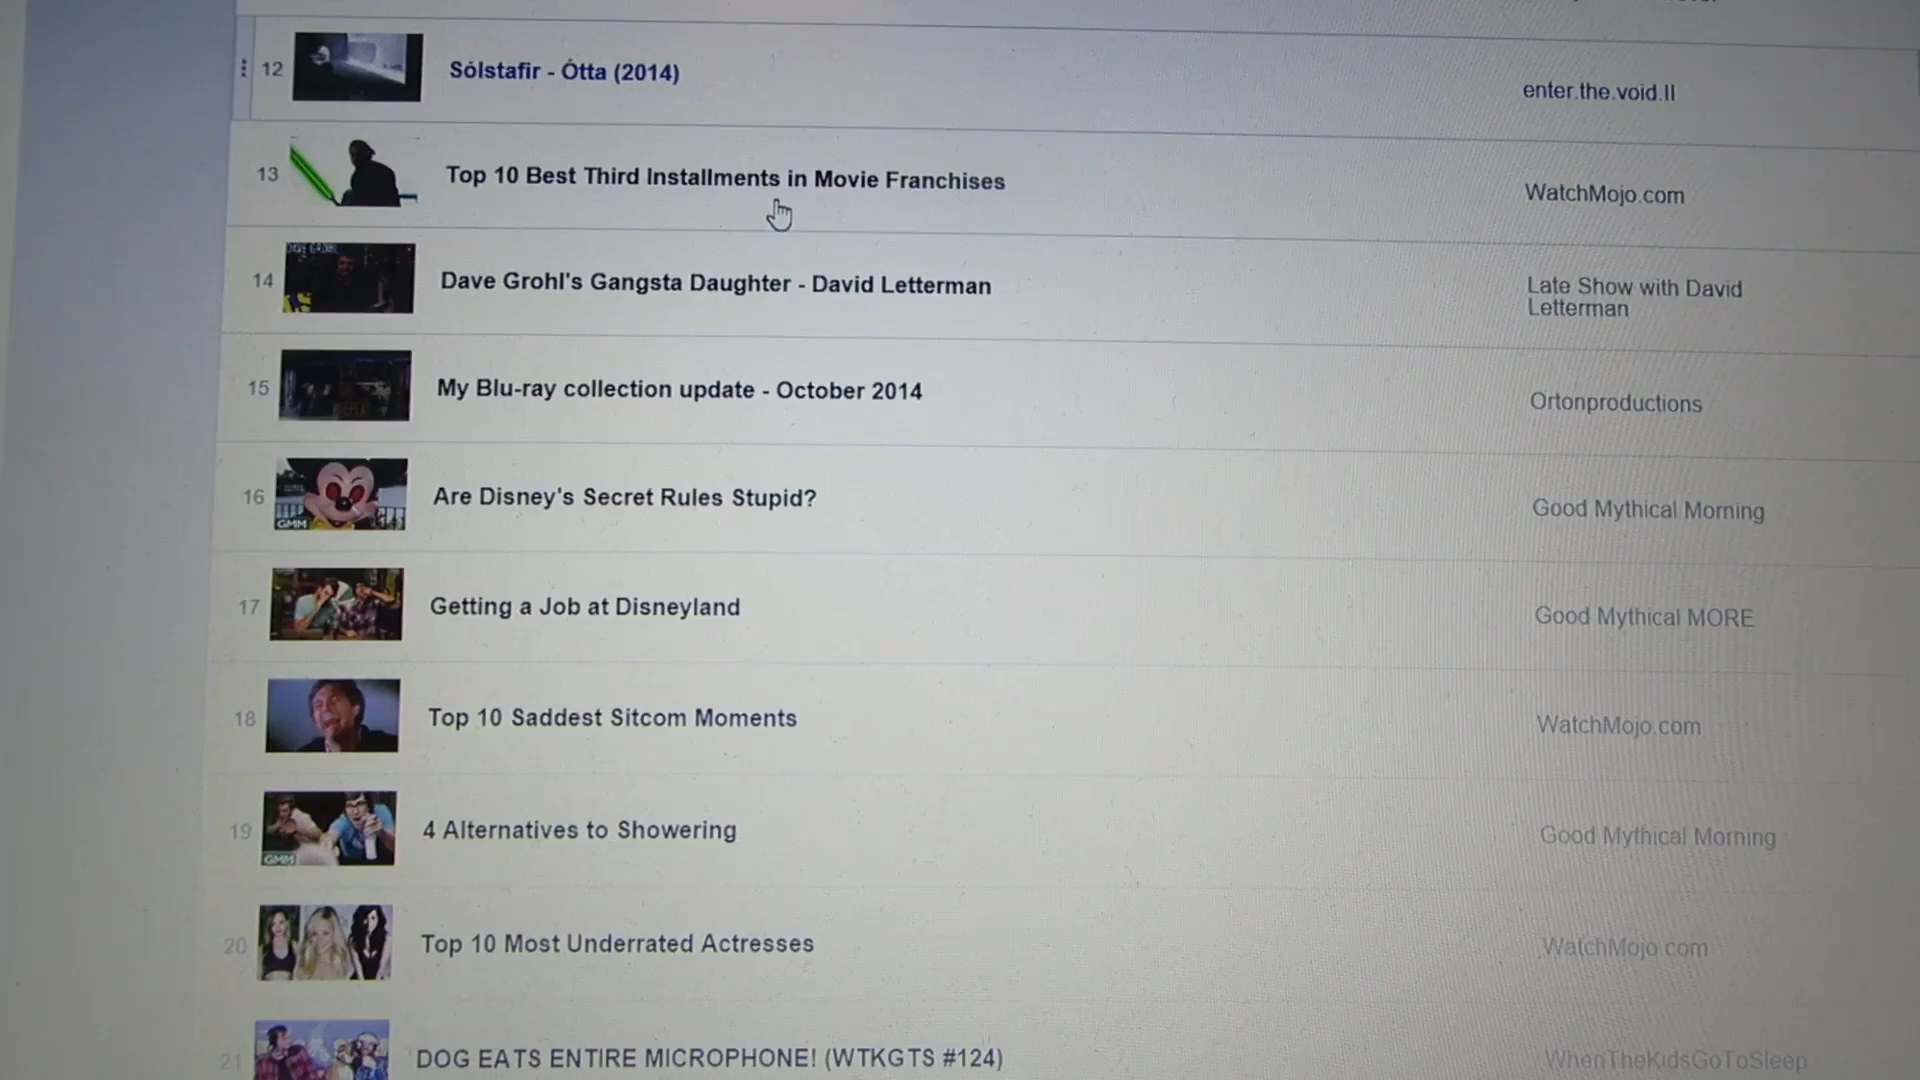 12 Sólstafir - Ótta (2014) enter.the.void.II
13 Top 10 Best Third Installments in Movie Franchises WatchMojo.com
14 Dave Grohl's Gangsta Daughter - David Letterman Late Show with David
Letterman
15 My Blu-ray collection update - October 2014 Ortonproductions
16 Are Disney's Secret Rules Stupid? Good Mythical Morning
GMM
17 Getting a Job at Disneyland Good Mythical MORE
18 Top 10 Saddest Sitcom Moments WatchMojo.com
19 4 Alternatives to Showering Good Mythical Morning
GMM
20 Top 10 Most Underrated Actresses WatchMojo.com
21 DOG EATS ENTIRE MICROPHONE! (WTKGTS #124) WhenTheKidsGoToSleep